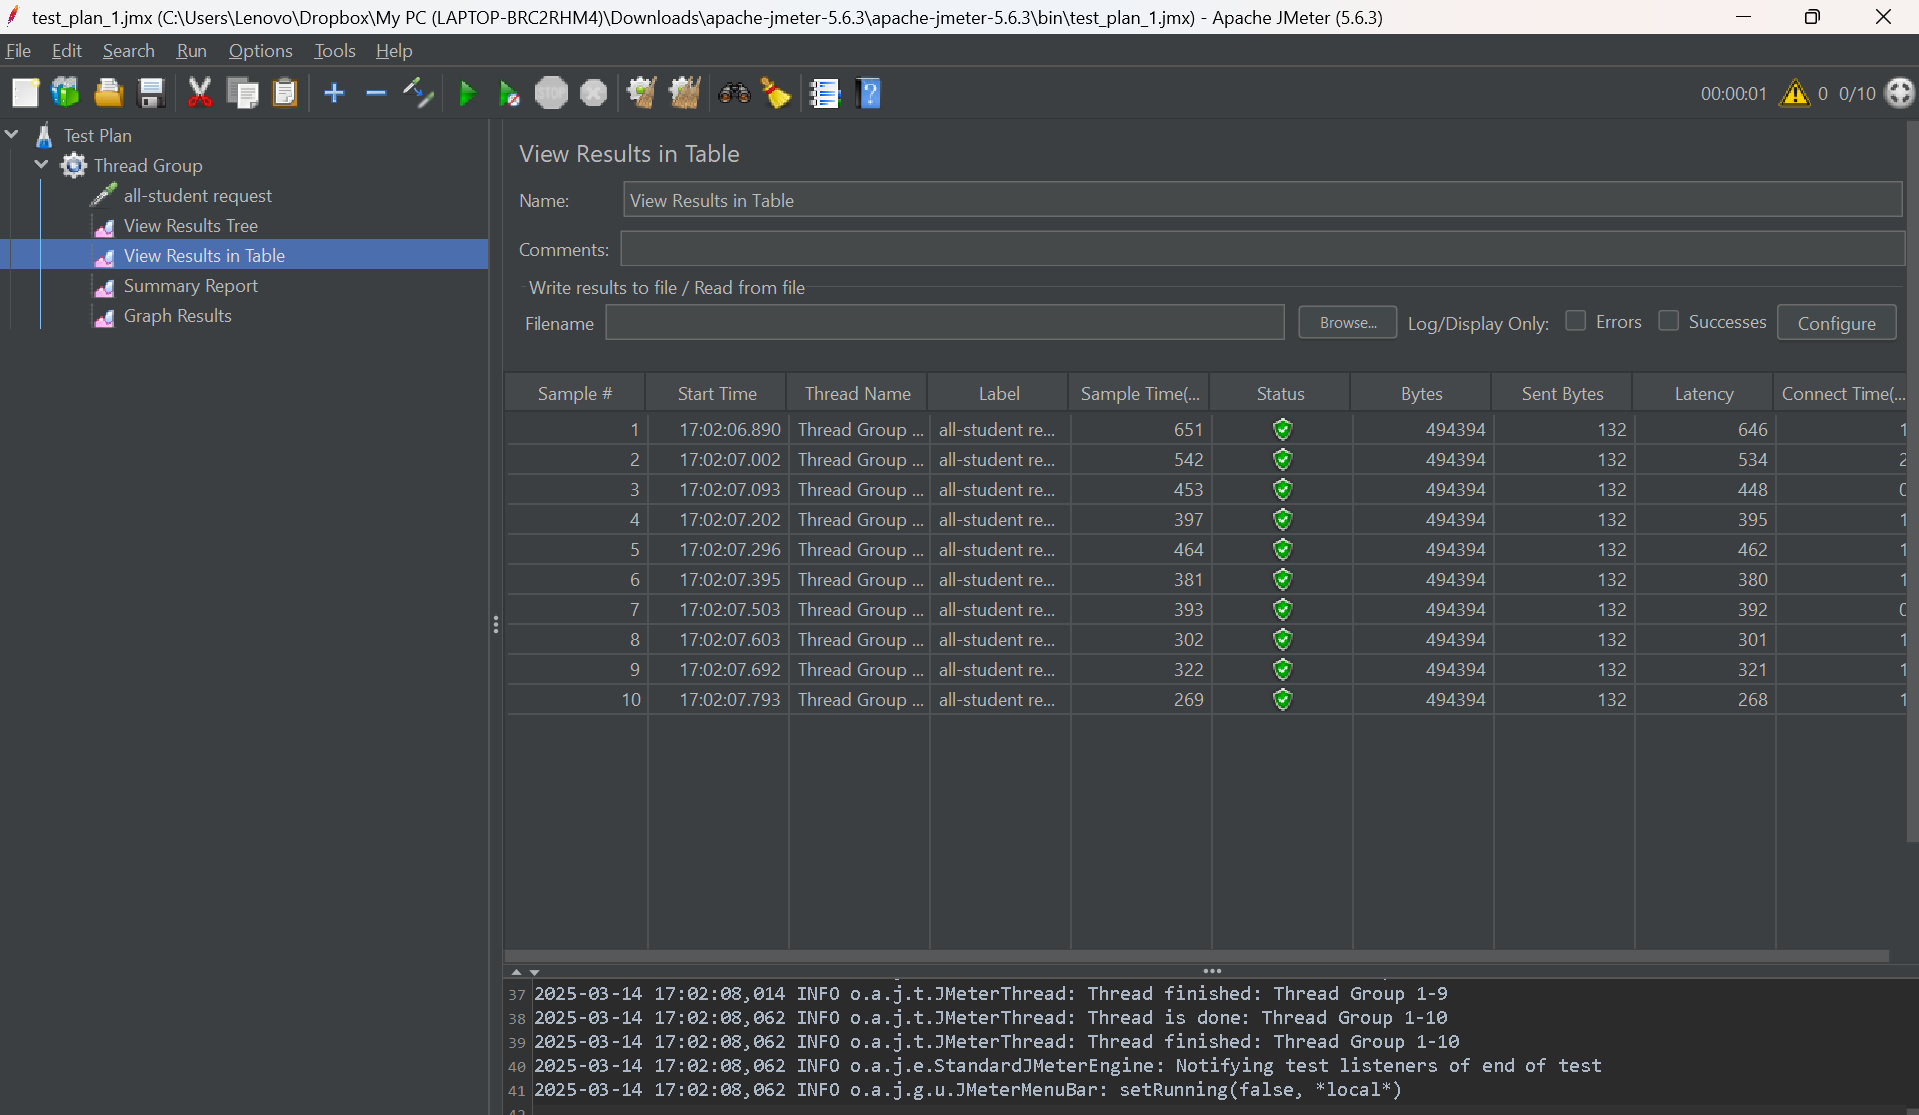 test_plan_1.jmx (C:\Users\Lenovo\Dropbox\My PC (LAPTOP-BRC2RHM4)\Downloads\apache-jmeter-5.6.3\apache-jmeter-5.6.3\bin\test_plan_1.jmx) - Apache JMeter (5.6.3)
File Edit Search Run Options Tools Help
STOP 00:00:01 0 0/10
Test Plan
Thread Group
all-student request
View Results Tree
View Results in Table
Summary Report
Graph Results
View Results in Table
Name: View Results in Table
Comments:
Write results to file / Read from file
Filename Browse... Log/Display Only: Errors Successes Configure
Sample # Start Time Thread Name Label Sample Time(... Status Bytes Sent Bytes Latency Connect Time(...
1 17:02:06.890 Thread Group ... all-student re... 651 494394 132 646 1
2 17:02:07.002 Thread Group ... all-student re... 542 494394 132 534 2
3 17:02:07.093 Thread Group ... all-student re... 453 494394 132 448 0
4 17:02:07.202 Thread Group ... all-student re... 397 494394 132 395 1
5 17:02:07.296 Thread Group ... all-student re... 464 494394 132 462 1
6 17:02:07.395 Thread Group ... all-student re... 381 494394 132 380 1
7 17:02:07.503 Thread Group ... all-student re... 393 494394 132 392 0
8 17:02:07.603 Thread Group ... all-student re... 302 494394 132 301 1
9 17:02:07.692 Thread Group ... all-student re... 322 494394 132 321 1
10 17:02:07.793 Thread Group ... all-student re... 269 494394 132 268 1
37 2025-03-14 17:02:08,014 INFO o.a.j.t.JMeterThread: Thread finished: Thread Group 1-9
38 2025-03-14 17:02:08,062 INFO o.a.j.t.JMeterThread: Thread is done: Thread Group 1-10
39 2025-03-14 17:02:08,062 INFO o.a.j.t.JMeterThread: Thread finished: Thread Group 1-10
40 2025-03-14 17:02:08,062 INFO o.a.j.e.StandardJMeterEngine: Notifying test listeners of end of test
41 2025-03-14 17:02:08,062 INFO o.a.j.g.u.JMeterMenuBar: setRunning(false, *local*)
42